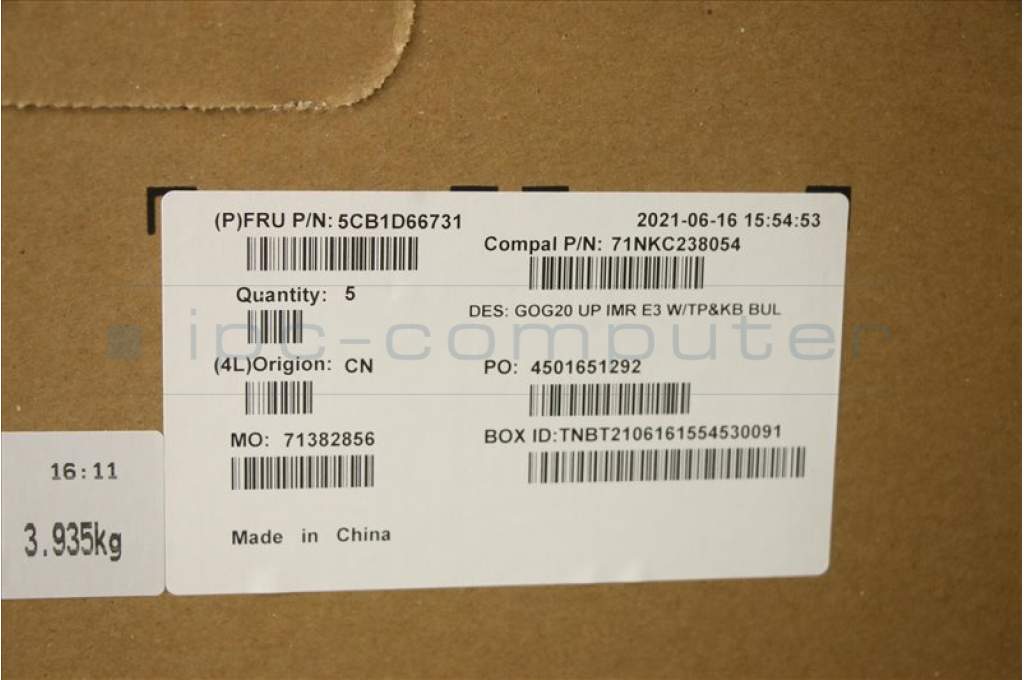 (P)FRU P/N: 5CB1D66731
2021-06-16 15:54:53
Compal P/N: 71NKC238054
Quantity: 5
DES: GOG20 UP IMR E3 W/TP&KB BUL
ipc-computer
(4L)Origion: CN
PO: 4501651292
MO: 71382856
BOX ID:TNBT2106161554530091
16:11
3.935kg
Made in China